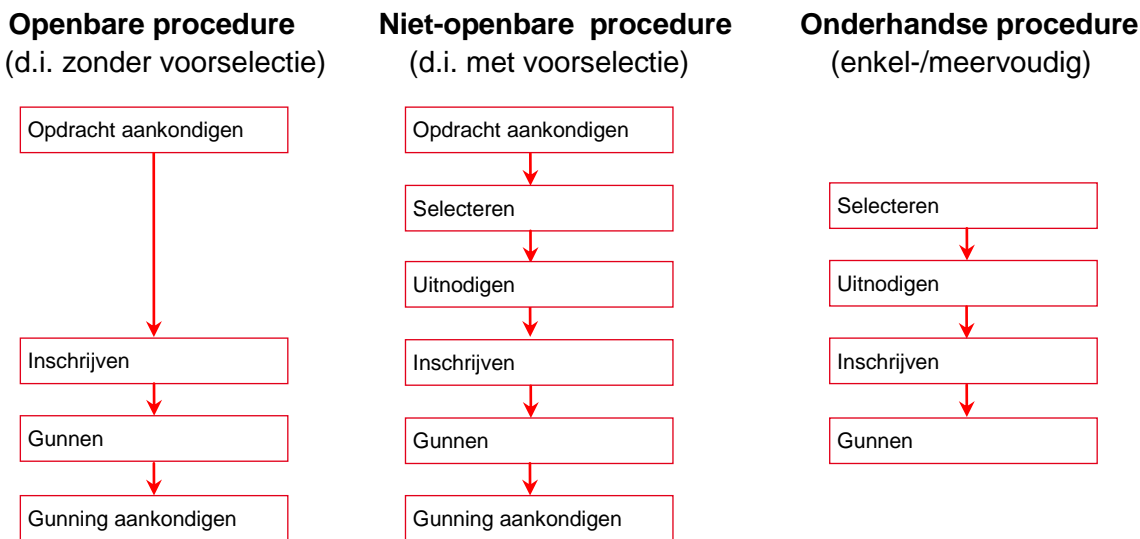 Openbare procedure
(d.i. zonder voorselectie)
Opdracht aankondigen
Inschrijven
Gunnen
Gunning aankondigen
Niet-openbare procedure
(d.i. met voorselectie)
Opdracht aankondigen
Selecteren
Uitnodigen
Inschrijven
Gunnen
Gunning aankondigen
Onderhandse procedure
(enkel-/meervoudig)
Selecteren
Uitnodigen
Inschrijven
Gunnen